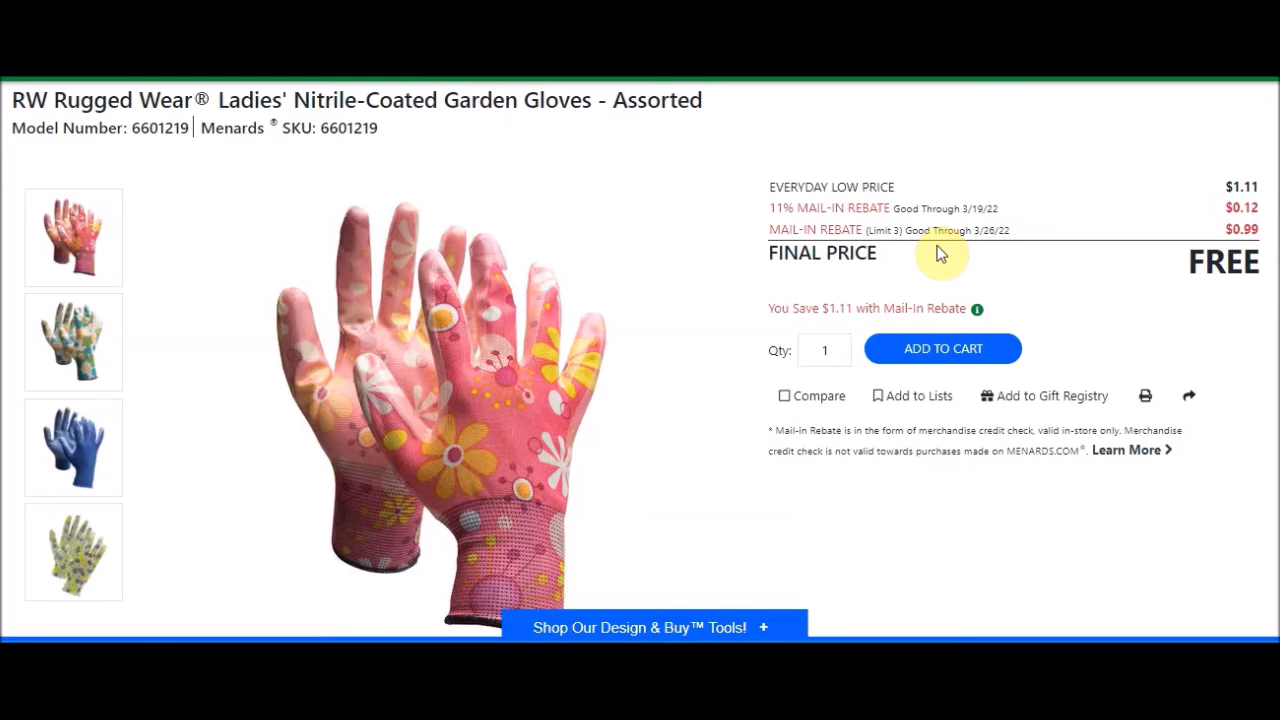 RW Rugged Wear® Ladies' Nitrile-Coated Garden Gloves - Assorted
Model Number: 6601219 Menards ® SKU: 6601219
EVERYDAY LOW PRICE $1.11
11% MAIL-IN REBATE Good Through 3/19/22 $0.12
MAIL-IN REBATE (Limit 3) Good Through 3/26/22 $0.99
FINAL PRICE FREE
You Save $1.11 with Mail-In Rebate i
Qty: 1 ADD TO CART
Compare Add to Lists Add to Gift Registry
* Mail-in Rebate is in the form of merchandise credit check, valid in-store only. Merchandise
credit check is not valid towards purchases made on MENARDS.COM®. Learn More
Shop Our Design & Buy™ Tools! +